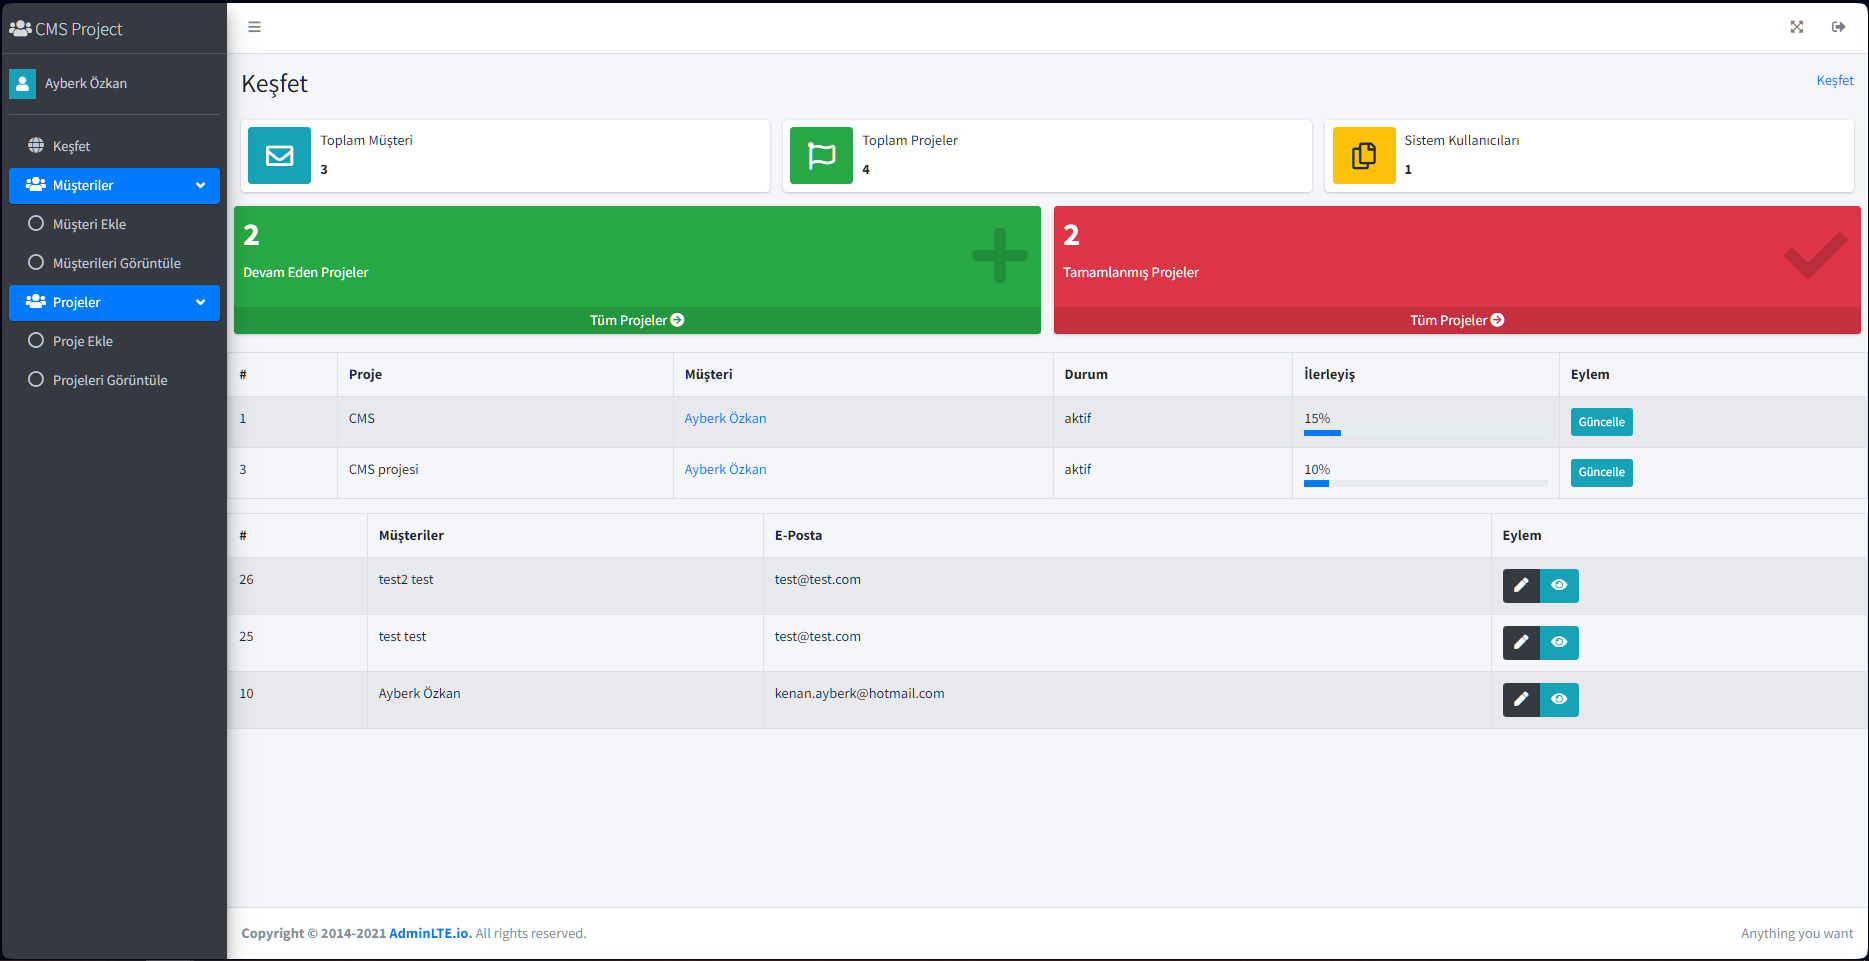 CMS Project
Ayberk Özkan
Keşfet
Müşteriler
Müşteri Ekle
Müşterileri Görüntüle
Projeler
Proje Ekle
Projeleri Görüntüle
Keşfet
Keşfet
Toplam Müşteri
3
Toplam Projeler
4
Sistem Kullanıcıları
1
2
Devam Eden Projeler
Tüm Projeler
2
Tamamlanmış Projeler
Tüm Projeler
# Proje Müşteri Durum İlerleyiş Eylem
1 CMS Ayberk Özkan aktif 15% Güncelle
3 CMS projesi Ayberk Özkan aktif 10% Güncelle
# Müşteriler E-Posta Eylem
26 test2 test test@test.com
25 test test test@test.com
10 Ayberk Özkan kenan.ayberk@hotmail.com
Copyright © 2014-2021 AdminLTE.io. All rights reserved.
Anything you want